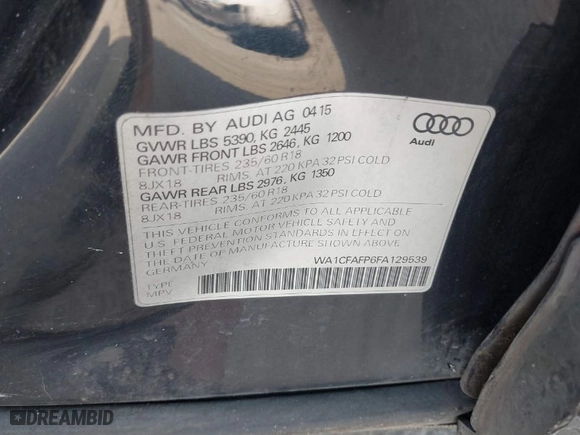 MFD. BY AUDI AG 04 15
GVWR LBS 5390, KG 2445
GAWR FRONT LBS 2646, KG 1200
FRONT-TIRES 235/60 R18
8JX18 RIMS. AT 220 KPA 32 PSI COLD
GAWR REAR LBS 2976, KG 1350
REAR-TIRES 235/60 R18
8JX18 RIMS. AT 220 KPA 32 PSI COLD
THIS VEHICLE CONFORMS TO ALL APPLICABLE
U.S. FEDERAL MOTOR VEHICLE SAFETY AND
THEFT PREVENTION STANDARDS IN EFFECT ON
THE DATE OF MANUFACTURE SHOWN ABOVE.
GERMANY WA1CFAFP6FA129539
TYPE
MPV
Audi
DREAMBID